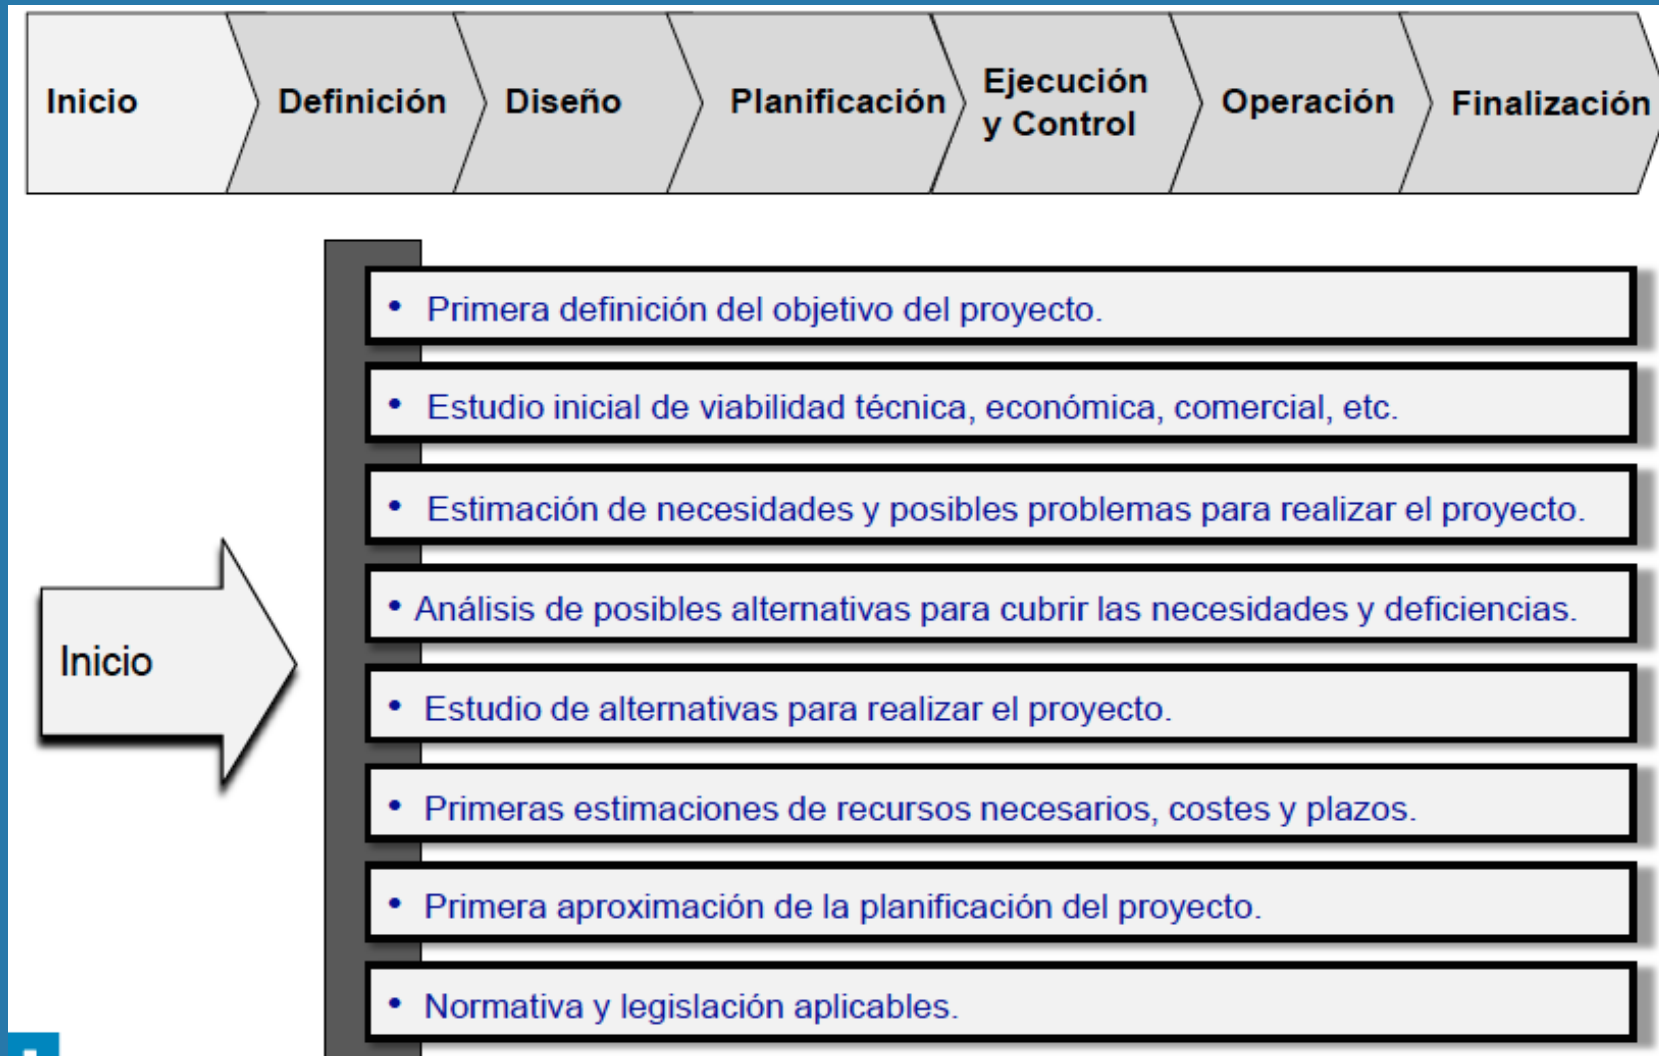 Inicio
Definición
Diseño
Planificación
Ejecución
y Control
Operación
Finalización
• Primera definición del objetivo del proyecto.
• Estudio inicial de viabilidad técnica, económica, comercial, etc.
• Estimación de necesidades y posibles problemas para realizar el proyecto.
• Análisis de posibles alternativas para cubrir las necesidades y deficiencias.
Inicio
• Estudio de alternativas para realizar el proyecto.
• Primeras estimaciones de recursos necesarios, costes y plazos.
• Primera aproximación de la planificación del proyecto.
• Normativa y legislación aplicables.